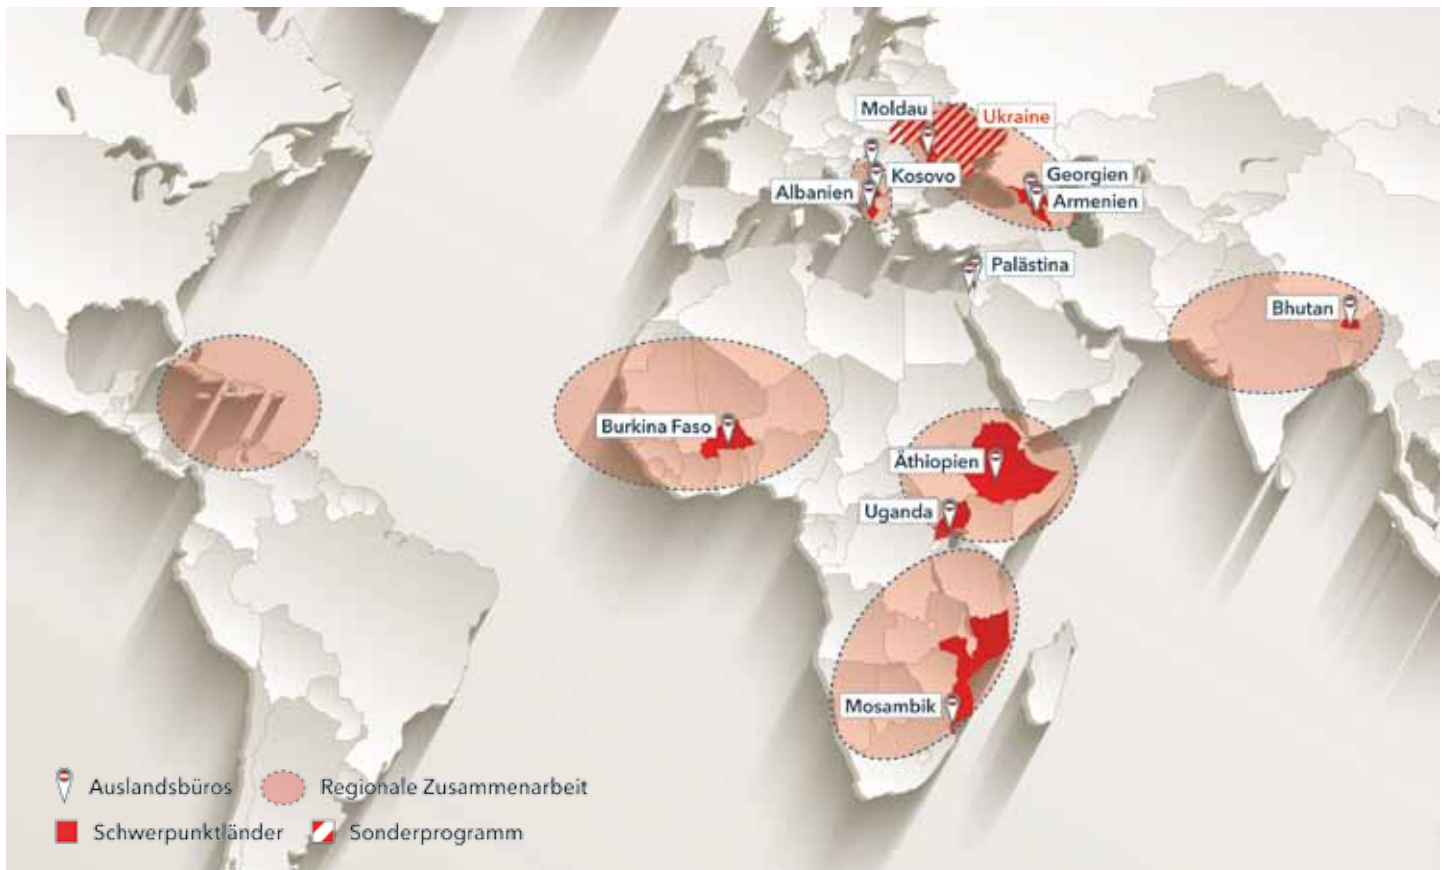 Moldau
Ukraine
Kosovo
Georgien
Albanien
Armenien
Palästina
Bhutan
Burkina Faso
Äthiopien
Uganda
Mosambik
Auslandsbüros
Regionale Zusammenarbeit
Schwerpunktländer
Sonderprogramm